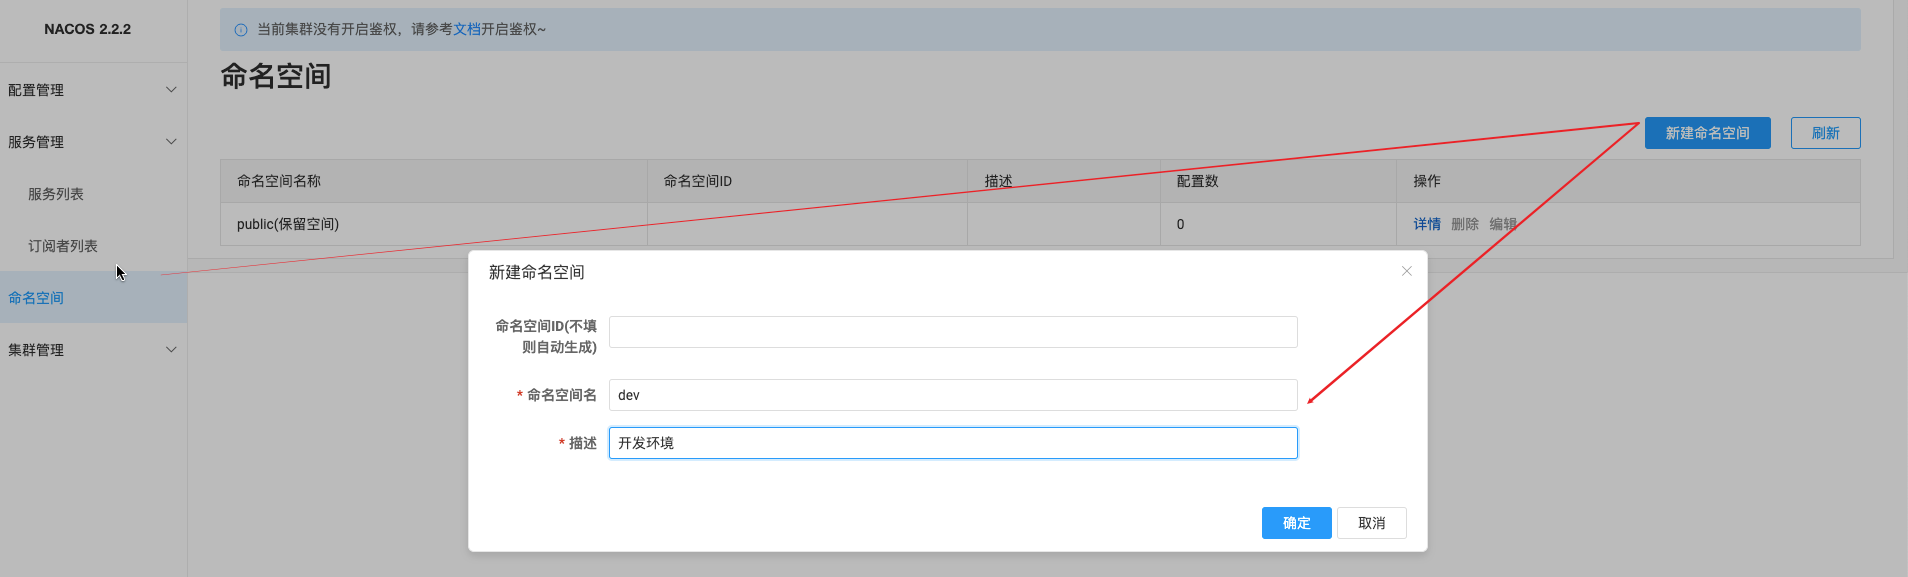 NACOS 2.2.2
当前集群没有开启鉴权，请参考文档开启鉴权~
命名空间
配置管理
服务管理
服务列表
订阅者列表
命名空间
集群管理
新建命名空间
刷新
命名空间名称
命名空间ID
描述
配置数
操作
public(保留空间)
0
详情 删除 编辑
新建命名空间
命名空间ID(不填
则自动生成)
* 命名空间名
dev
* 描述
开发环境
确定
取消